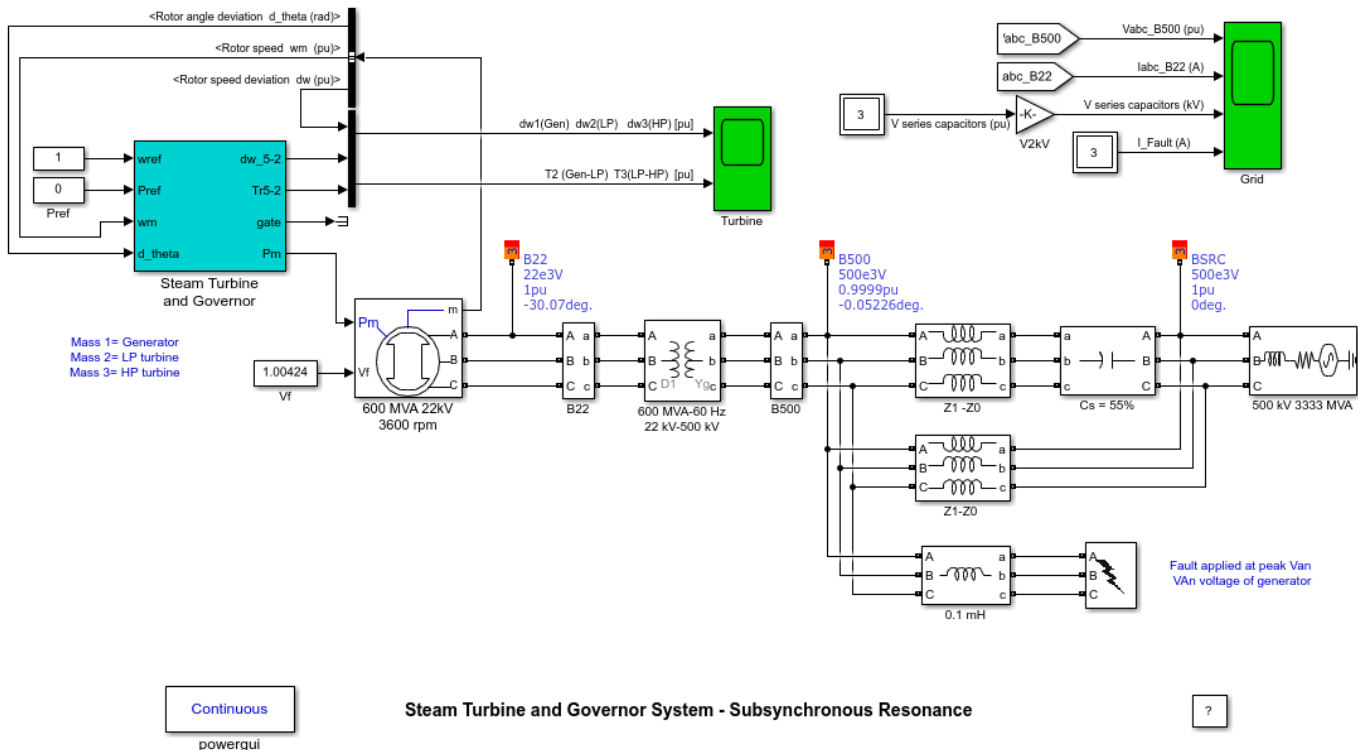 <Rotor angle deviation d_theta (rad)>
<Rotor speed wm (pu)>
<Rotor speed deviation dw (pu)>
1
0
Pref
wref
Pref
wm
d_theta
dw_5-2
Tr5-2
gate
Pm
Steam Turbine
and Governor
dw1(Gen) dw2(LP) dw3(HP) [pu]
T2 (Gen-LP) T3(LP-HP) [pu]
Turbine
'abc_B500
abc_B22
3
V series capacitors (pu)
-K-
V2kV
3
Vabc_B500 (pu)
Iabc_B22 (A)
V series capacitors (kV)
I_Fault (A)
Grid
Mass 1= Generator
Mass 2= LP turbine
Mass 3= HP turbine
1.00424
Vf
Pm
Vf
m
A
B
C
600 MVA 22kV
3600 rpm
3
B22
22e3V
1pu
-30.07deg.
A a
B b
C c
B22
A a
B b
C c
D1 Yg
600 MVA-60 Hz
22 kV-500 kV
A a
B b
C c
B500
3
B500
500e3V
0.9999pu
-0.05226deg.
A a
B b
C c
Z1 -Z0
a A
b B
c C
Cs = 55%
3
BSRC
500e3V
1pu
0deg.
A
B
C
500 kV 3333 MVA
A a
B b
C c
Z1-Z0
A a
B b
C c
0.1 mH
A
B
C
Fault applied at peak Van
VAn voltage of generator
Continuous
powergui
Steam Turbine and Governor System - Subsynchronous Resonance
?